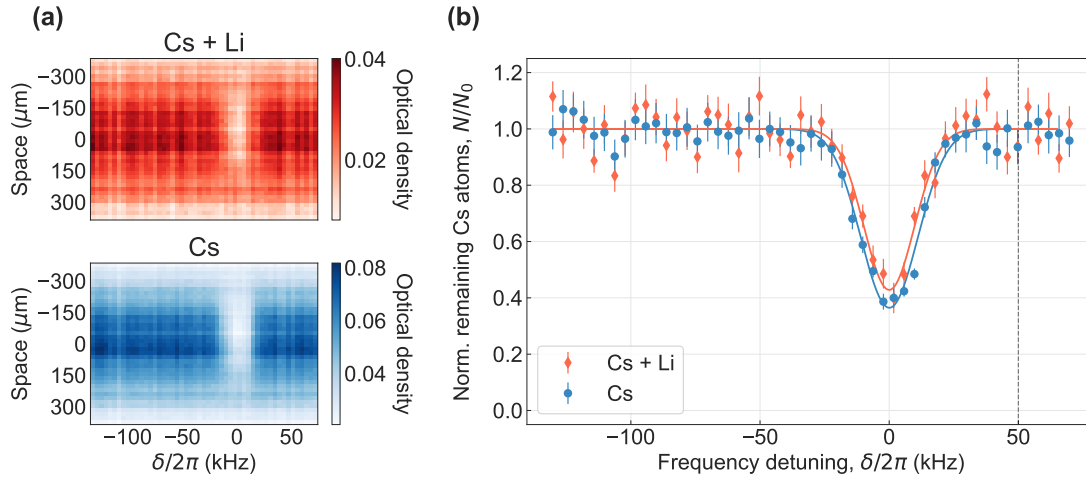 (a)
Cs + Li
Space (μm)
−300
−150
0
150
300
0.04
0.02
Optical density
Cs
Space (μm)
−300
−150
0
150
300
0.08
0.06
0.04
Optical density
−100 −50 0 50
δ/2π (kHz)
(b)
Norm. remaining Cs atoms, N/N₀
1.2
1.0
0.8
0.6
0.4
0.2
0.0
Cs + Li
Cs
−100 −50 0 50
Frequency detuning, δ/2π (kHz)